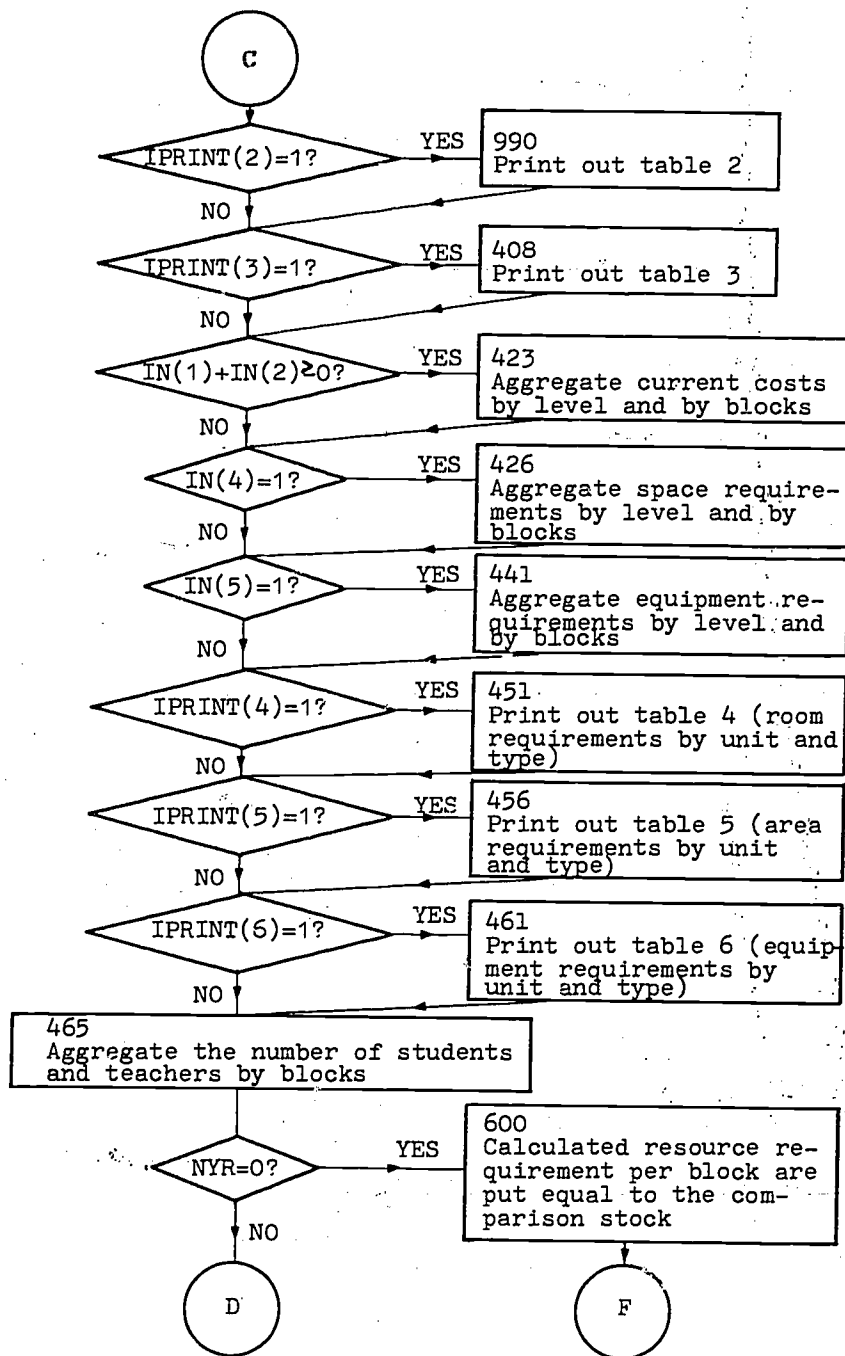 C
IPRINT(2)=1?
YES
990
Print out table 2
NO
IPRINT(3)=1?
YES
408
Print out table 3
NO
IN(1)+IN(2)≥0?
YES
423
Aggregate current costs
by level and by blocks
NO
IN(4)=1?
YES
426
Aggregate space require-
ments by level and by
blocks
NO
IN(5)=1?
YES
441
Aggregate equipment re-
quirements by level and
by blocks
NO
IPRINT(4)=1?
YES
451
Print out table 4 (room
requirements by unit and
type)
NO
IPRINT(5)=1?
YES
456
Print out table 5 (area
requirements by unit
and type)
NO
IPRINT(6)=1?
YES
461
Print out table 6 (equip-
ment requirements by
unit and type)
NO
465
Aggregate the number of students
and teachers by blocks
NYR=0?
YES
600
Calculated resource re-
quirement per block are
put equal to the com-
parison stock
NO
D
F